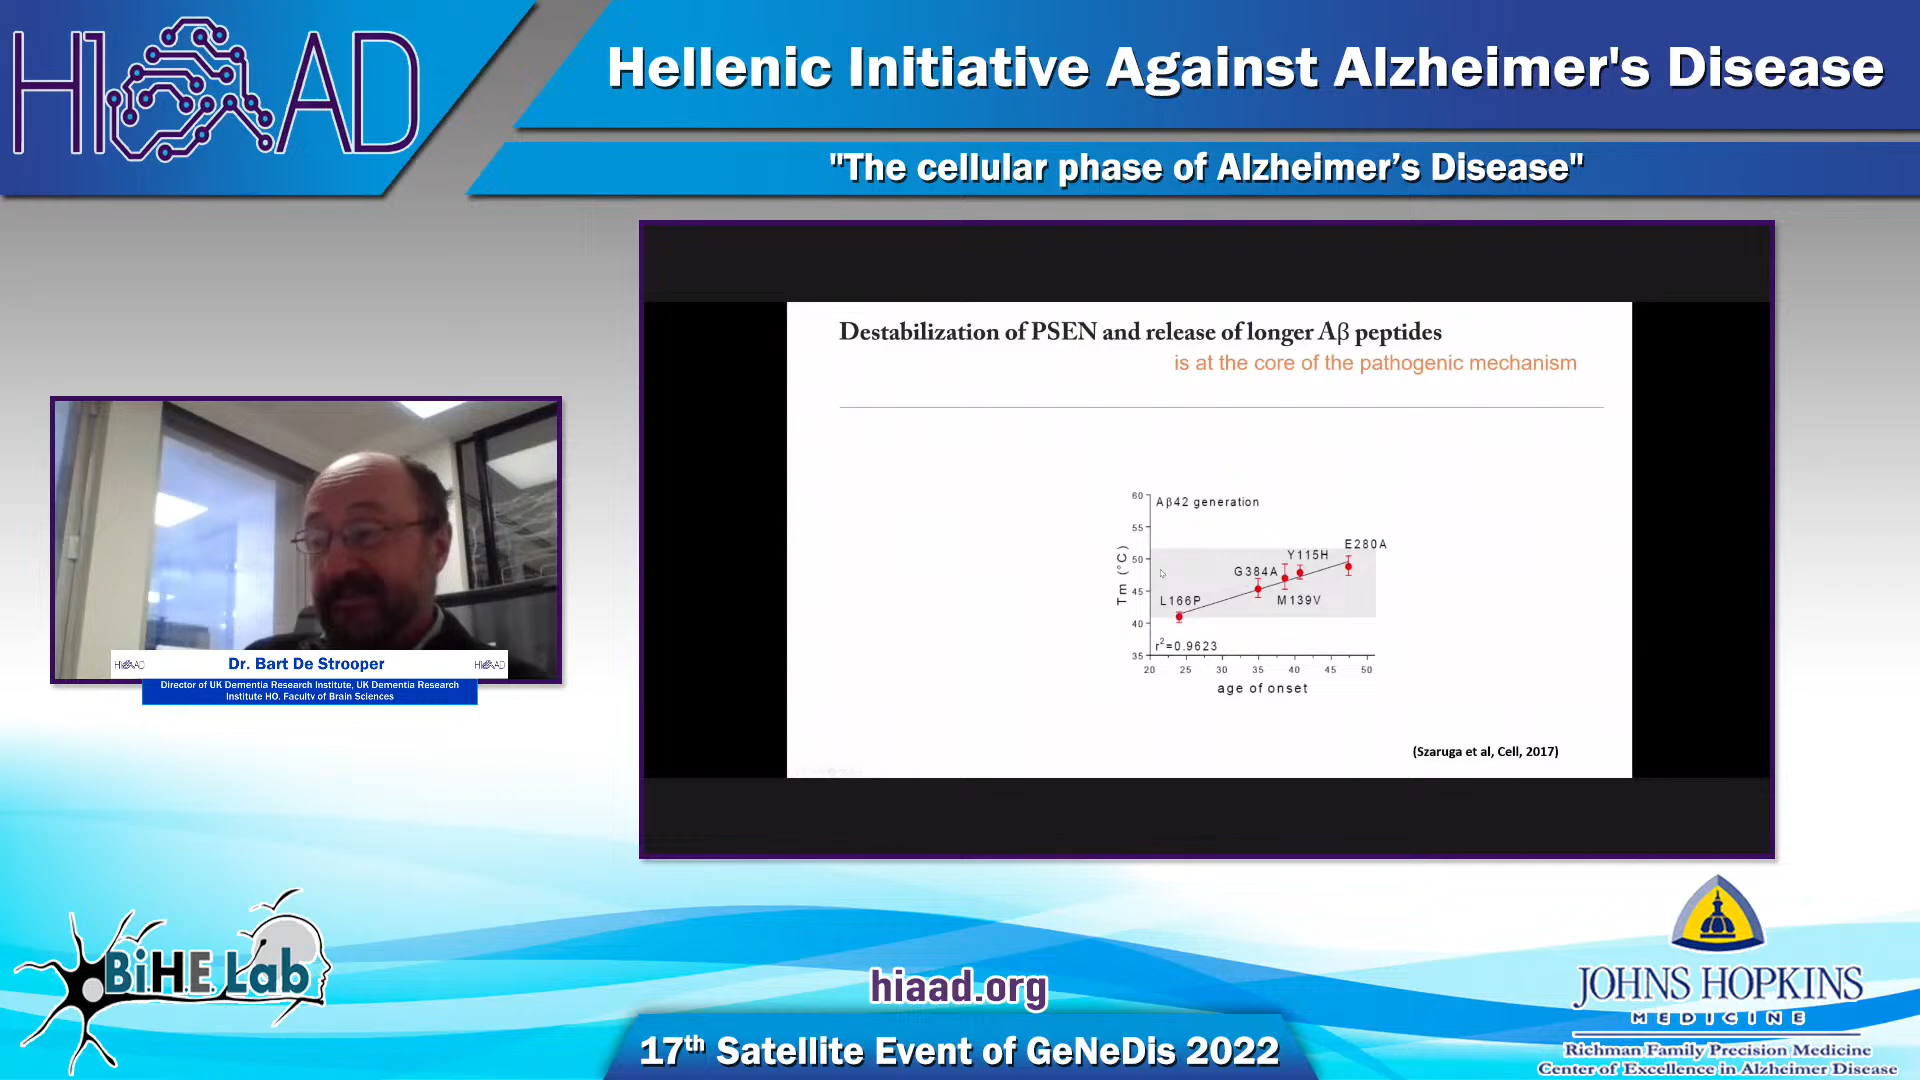 HIAAD
Hellenic Initiative Against Alzheimer's Disease
"The cellular phase of Alzheimer’s Disease"
Destabilization of PSEN and release of longer Aβ peptides
is at the core of the pathogenic mechanism
Aβ42 generation
60
55
50
45
40
35
Tm (°C)
E280A
Y115H
G384A
M139V
L166P
r²=0.9623
20 25 30 35 40 45 50
age of onset
(Szaruga et al, Cell, 2017)
HIAAD
Dr. Bart De Strooper
HIAAD
Director of UK Dementia Research Institute, UK Dementia Research
Institute HO, Faculty of Brain Sciences
BiHE Lab
hiaad.org
17th Satellite Event of GeNeDis 2022
JOHNS HOPKINS
MEDICINE
Richman Family Precision Medicine
Center of Excellence in Alzheimer Disease